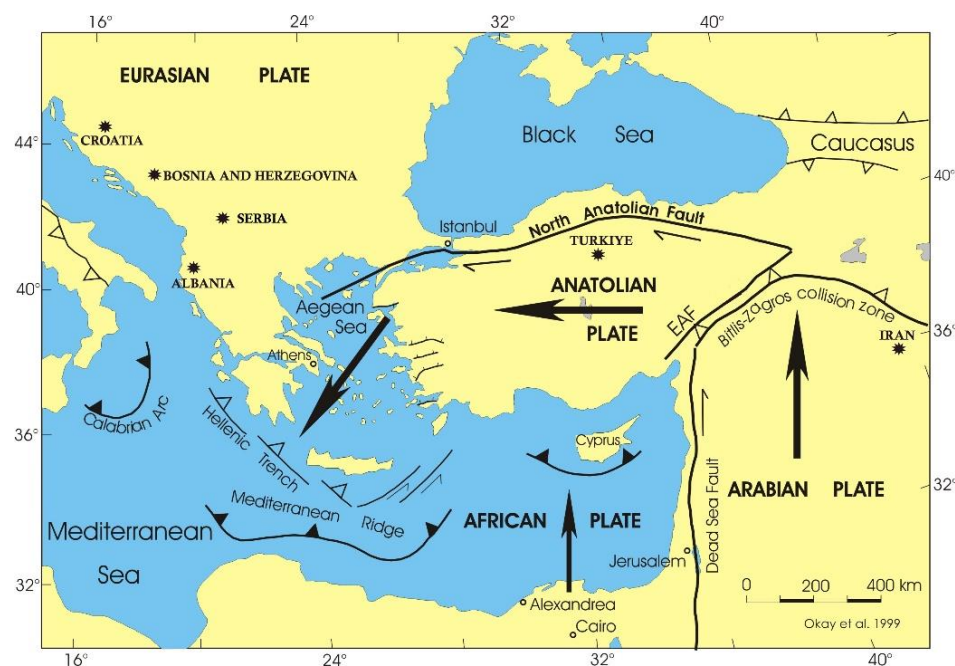 16°
24°
32°
40°
EURASIAN PLATE
Black Sea
CROATIA
Caucasus
44°
BOSNIA AND HERZEGOVINA
40°
SERBIA
Istanbul
North Anatolian Fault
TURKIYE
ALBANIA
ANATOLIAN
40°
Aegean
Sea
PLATE
EAF
Bitlis-Zagros collision zone
36°
IRAN
Athens
Calabrian Arc
Hellenic
Trench
36°
Cyprus
32°
ARABIAN PLATE
Mediterranean
Ridge
AFRICAN PLATE
Dead Sea Fault
Mediterranean
Sea
Jerusalem
32°
0 200 400 km
Alexandrea
Okay et al. 1999
Cairo
16°
24°
32°
40°